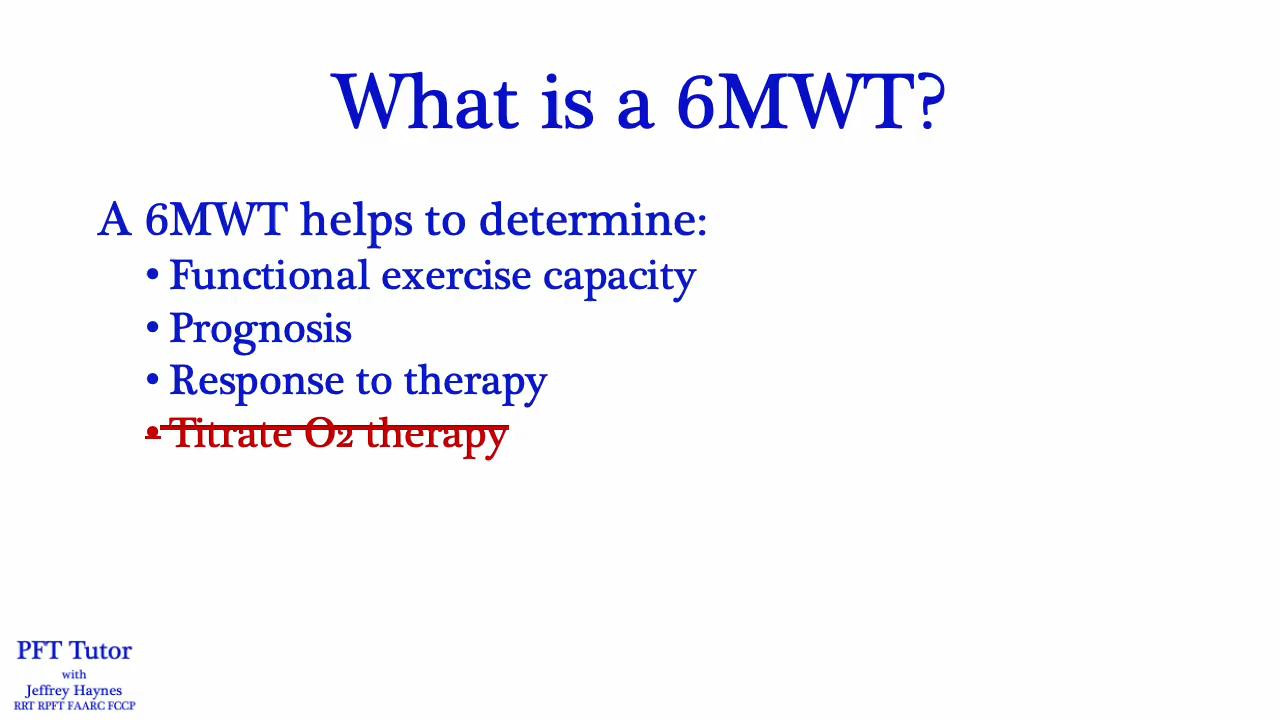 What is a 6MWT?
A 6MWT helps to determine:
• Functional exercise capacity
• Prognosis
• Response to therapy
• Titrate O2 therapy
PFT Tutor
with
Jeffrey Haynes
RRT RPFT FAARC FCCP